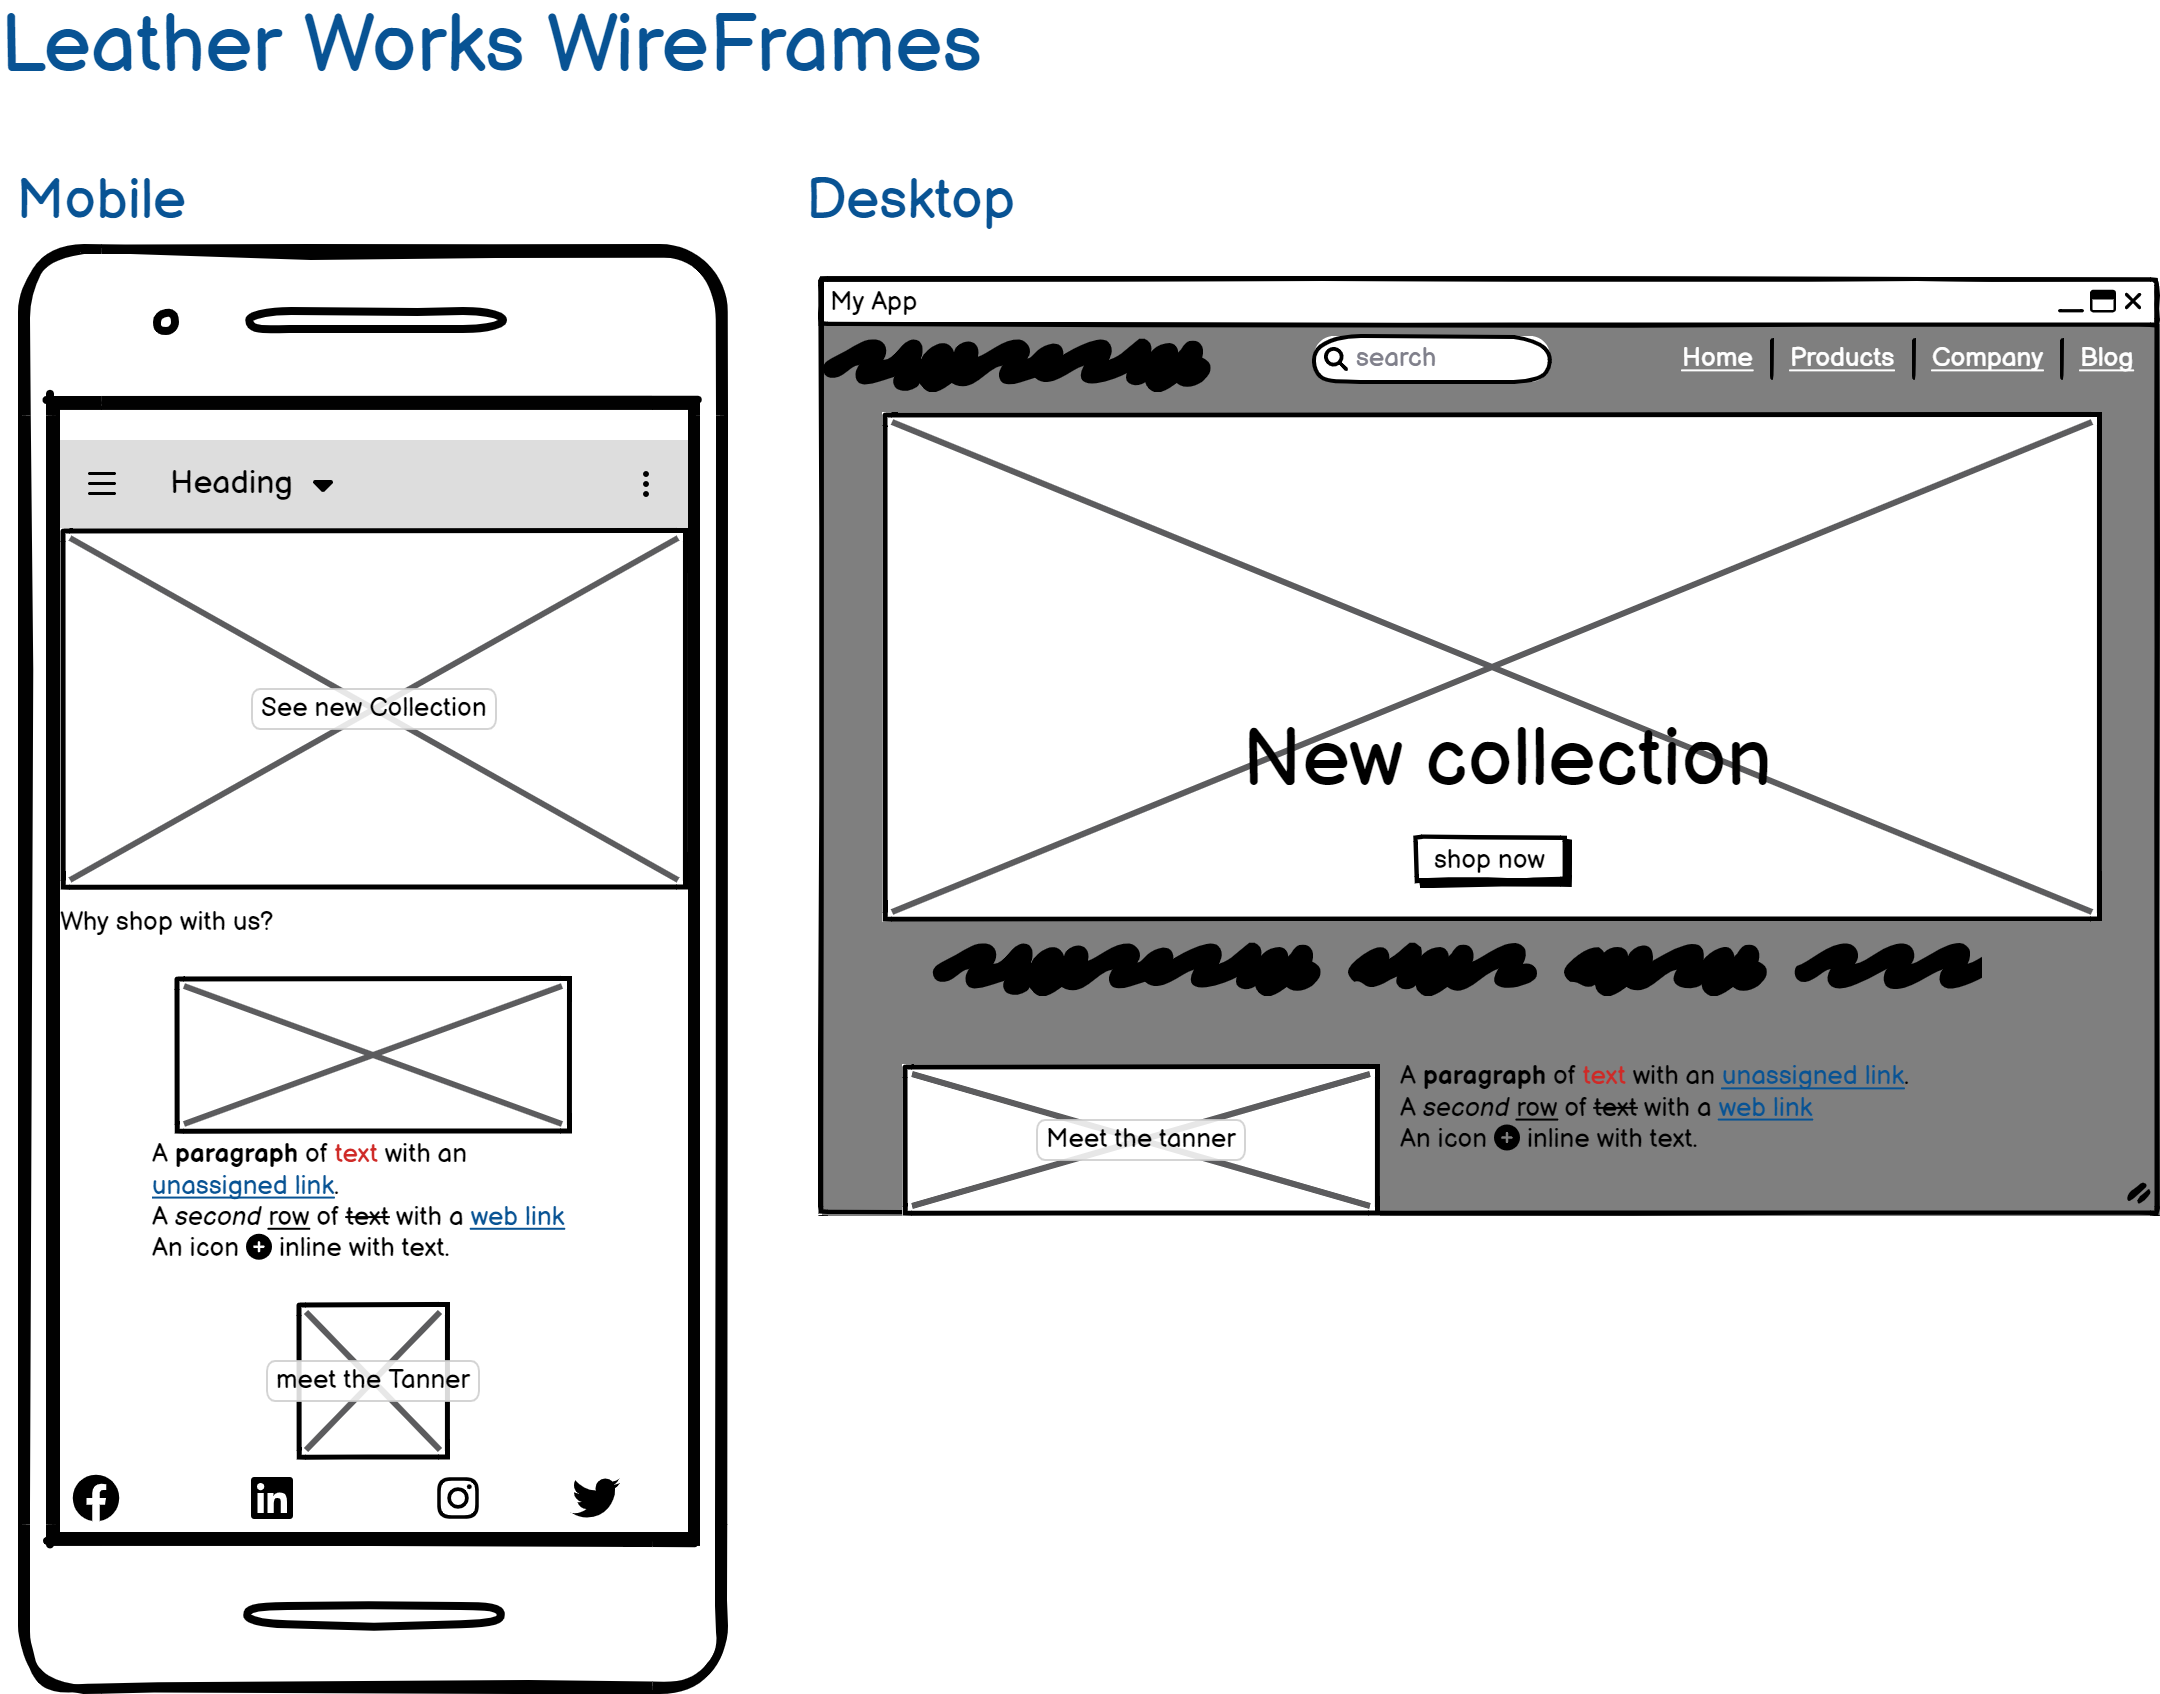 Leather Works WireFrames
Mobile
Heading
See new Collection
Why shop with us?
A paragraph of text with an
unassigned link.
A second row of text with a web link
An icon inline with text.
meet the Tanner
Desktop
My App
search
Home Products Company Blog
New collection
shop now
Meet the tanner
A paragraph of text with an unassigned link.
A second row of text with a web link
An icon inline with text.